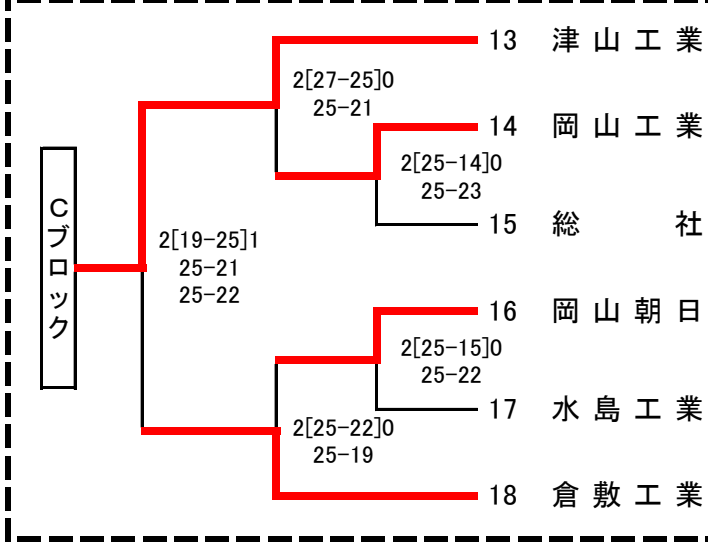 Cブロック
13 津山工業
2[27-25]0
25-21
14 岡山工業
2[25-14]0
25-23
15 総社
2[19-25]1
25-21
25-22
16 岡山朝日
2[25-15]0
25-22
17 水島工業
2[25-22]0
25-19
18 倉敷工業